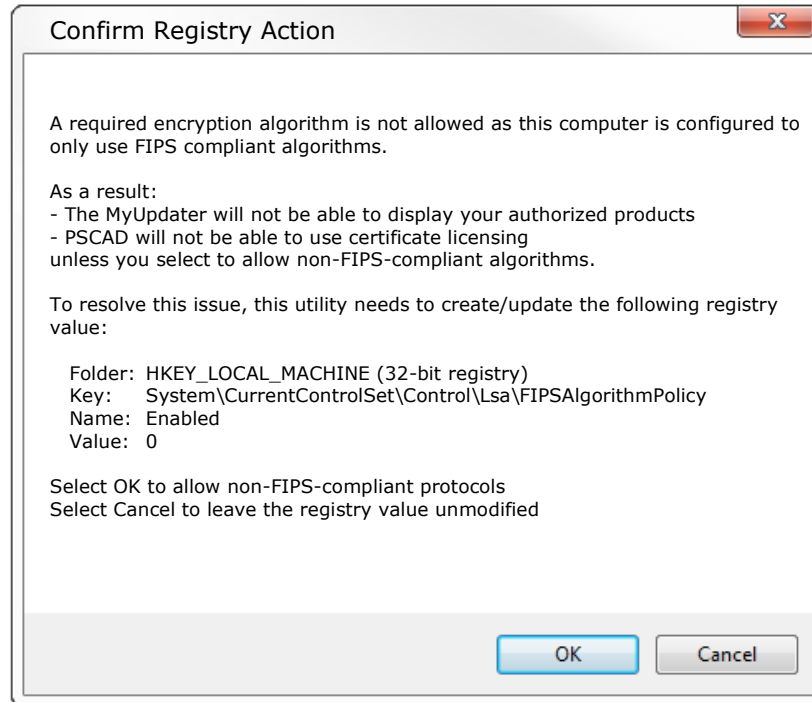 Confirm Registry Action
A required encryption algorithm is not allowed as this computer is configured to
only use FIPS compliant algorithms.
As a result:
- The MyUpdater will not be able to display your authorized products
- PSCAD will not be able to use certificate licensing
unless you select to allow non-FIPS-compliant algorithms.
To resolve this issue, this utility needs to create/update the following registry
value:
Folder: HKEY_LOCAL_MACHINE (32-bit registry)
Key: System\CurrentControlSet\Control\Lsa\FIPSAlgorithmPolicy
Name: Enabled
Value: 0
Select OK to allow non-FIPS-compliant protocols
Select Cancel to leave the registry value unmodified
OK Cancel